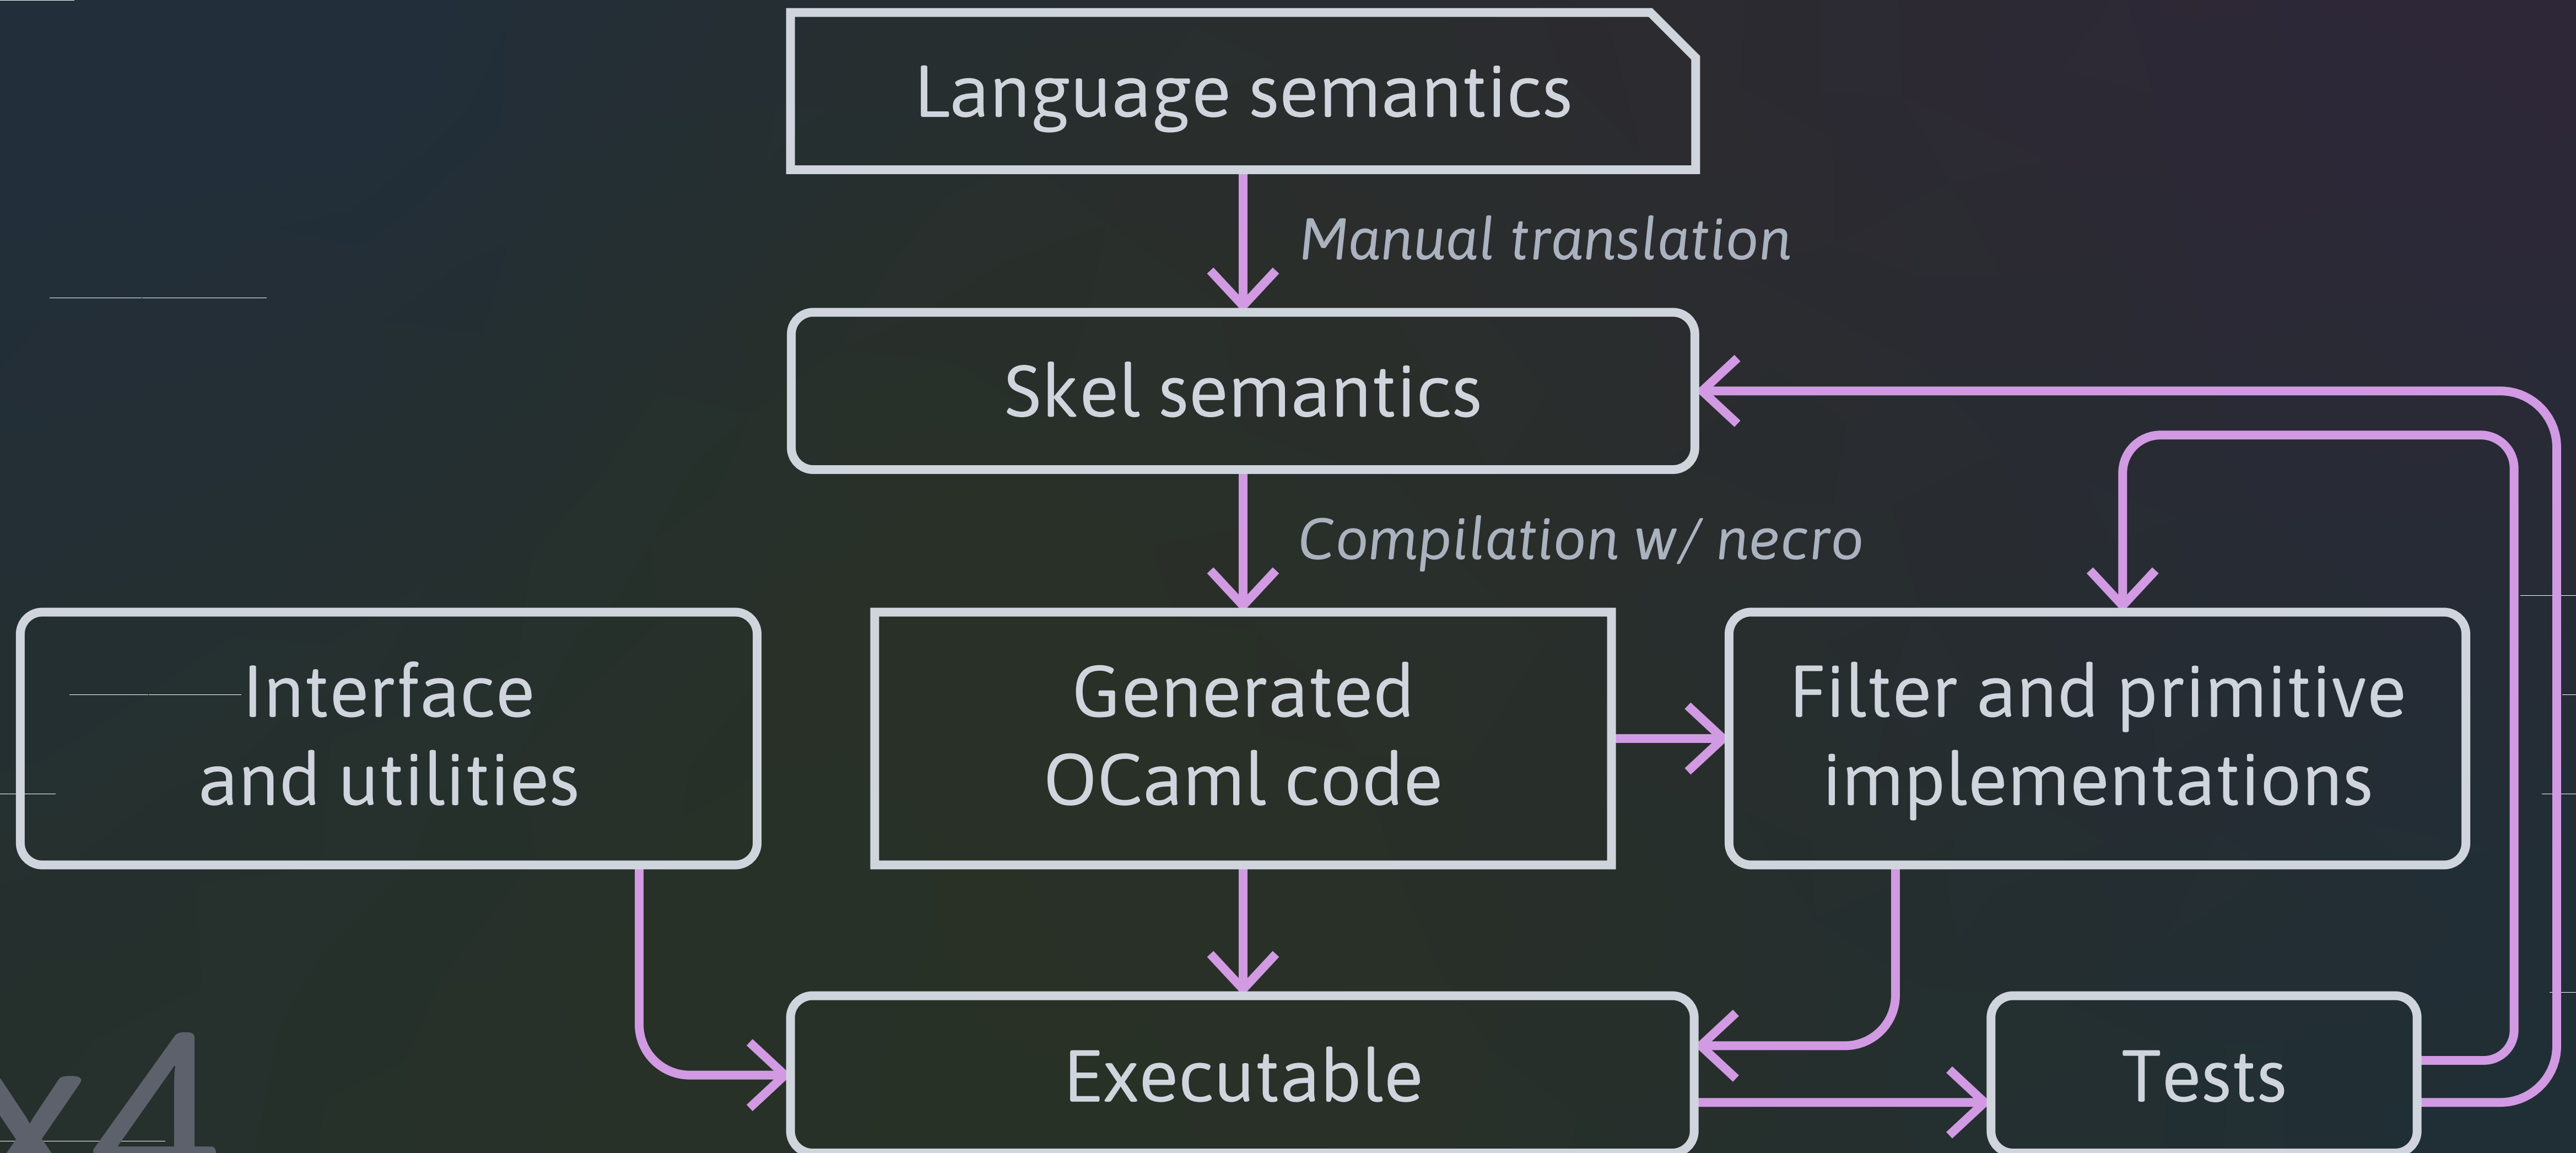 Language semantics
Manual translation
Skel semantics
Compilation w/ necro
Interface
and utilities
Generated
OCaml code
Filter and primitive
implementations
Executable
Tests
x4